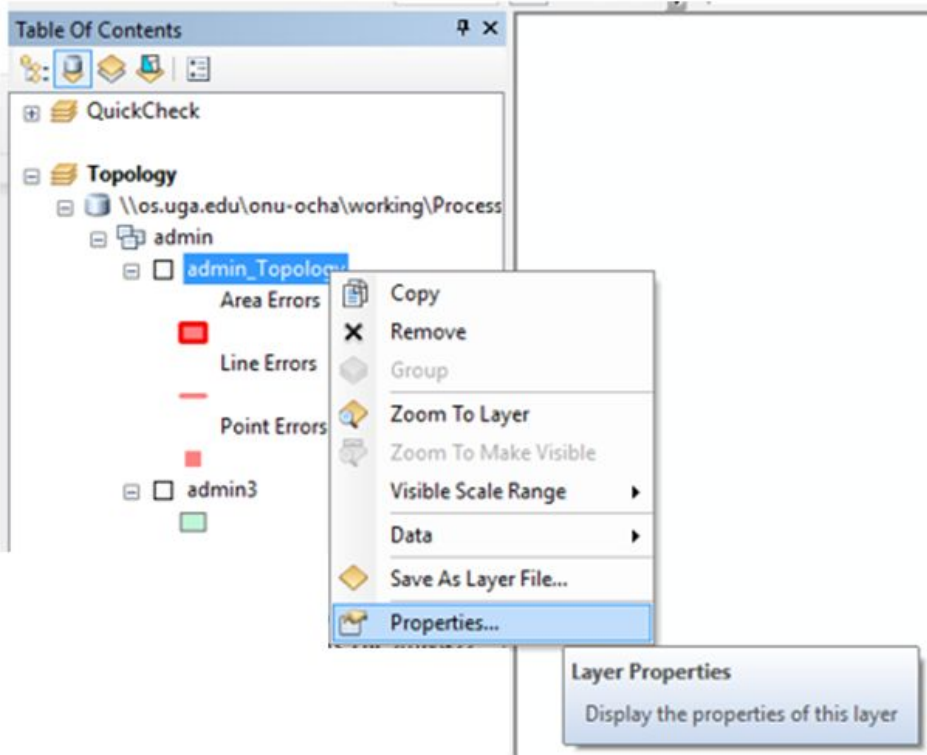 Table Of Contents
QuickCheck
Topology
\\os.uga.edu\onu-ocha\working\Process
admin
admin_Topology
Area Errors
Line Errors
Point Errors
admin3
Copy
Remove
Group
Zoom To Layer
Zoom To Make Visible
Visible Scale Range
Data
Save As Layer File...
Properties...
Layer Properties
Display the properties of this layer